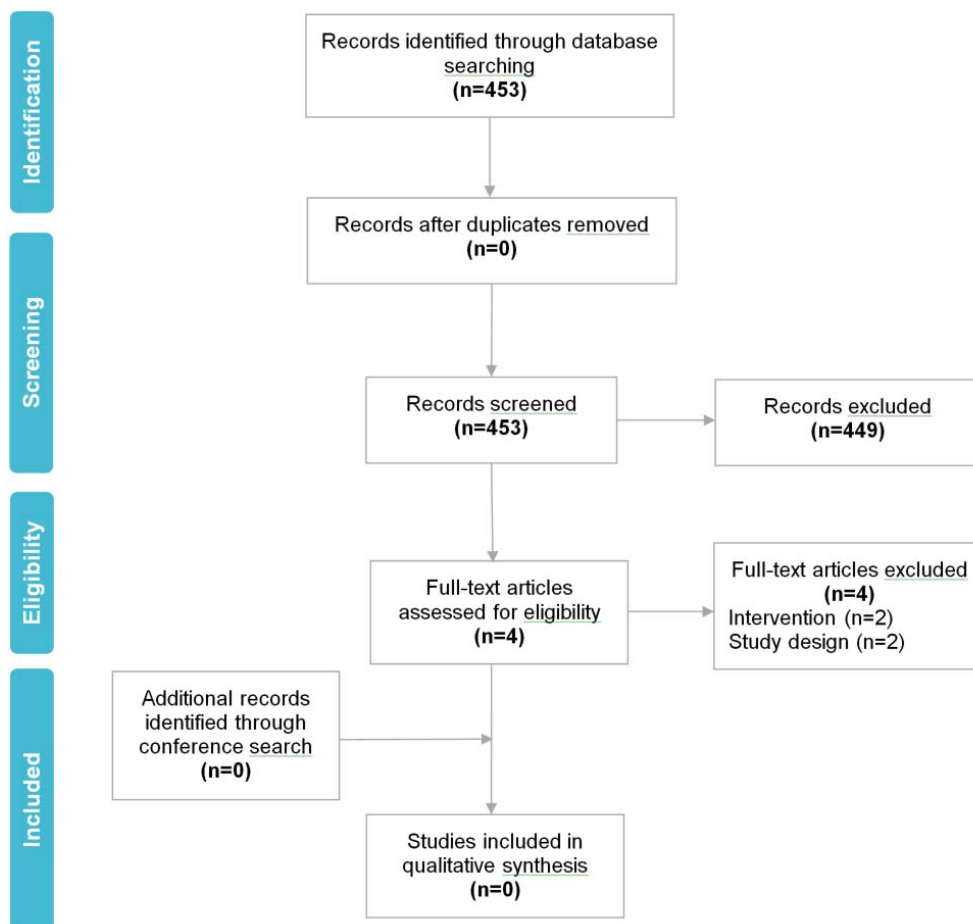 Identification
Records identified through database
searching
(n=453)
Records after duplicates removed
(n=0)
Screening
Records screened
(n=453)
Records excluded
(n=449)
Eligibility
Full-text articles
assessed for eligibility
(n=4)
Full-text articles excluded
(n=4)
Intervention (n=2)
Study design (n=2)
Included
Additional records
identified through
conference search
(n=0)
Studies included in
qualitative synthesis
(n=0)